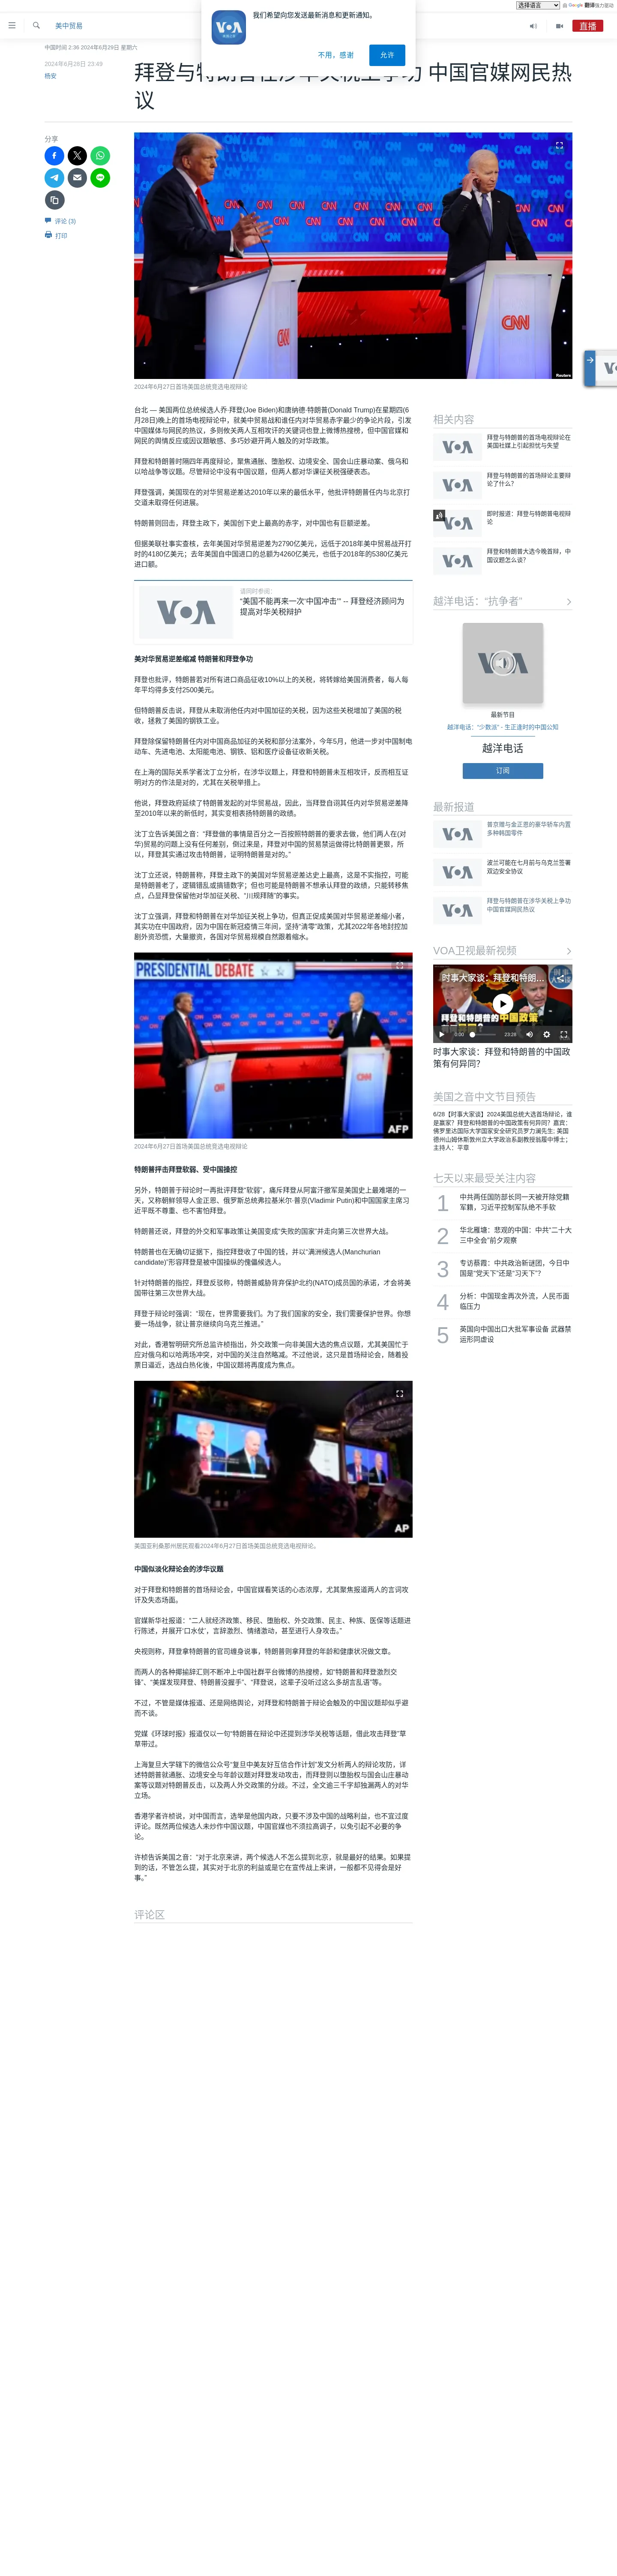 选择语言
由 Google 翻译强力驱动
我们希望向您发送最新消息和更新通知。
VOA
不用，感谢
允许
美中贸易
直播
中国时间 2:36 2024年6月29日 星期六
2024年6月28日 23:49
杨安
拜登与特朗普在涉华关税上争功 中国官媒网民热
议
分享
评论 (3)
打印
CNN
CNN
CNN
Reuters
2024年6月27日首场美国总统竞选电视辩论
台北 — 美国两位总统候选人乔·拜登(Joe Biden)和唐纳德·特朗普(Donald Trump)在星期四(6
月28日)晚上的首场电视辩论中，就美中贸易战和谁任内对华贸易赤字最少的争论片段，引发
中国媒体与网民的热议，多则攸关两人互相攻讦的关键词也登上微博热搜榜，但中国官媒和
网民的舆情反应或因议题敏感、多巧妙避开两人触及的对华政策。
拜登和特朗普时隔四年再度辩论，聚焦通胀、堕胎权、边境安全、国会山庄暴动案、俄乌和
以哈战争等议题。尽管辩论中没有中国议题，但两人都对华课征关税强硬表态。
拜登强调，美国现在的对华贸易逆差达2010年以来的最低水平，他批评特朗普任内与北京打
交道未取得任何进展。
特朗普则回击，拜登主政下，美国创下史上最高的赤字，对中国也有巨额逆差。
但据美联社事实查核，去年美国对华贸易逆差为2790亿美元，远低于2018年美中贸易战开打
时的4180亿美元；去年美国自中国进口的总额为4260亿美元，也低于2018年的5380亿美元
进口额。
VOA
请同时参阅：
“美国不能再来一次‘中国冲击’” -- 拜登经济顾问为
提高对华关税辩护
美对华贸易逆差缩减 特朗普和拜登争功
拜登也批评，特朗普若对所有进口商品征收10%以上的关税，将转嫁给美国消费者，每人每
年平均得多支付2500美元。
但特朗普反击说，拜登从未取消他任内对中国加征的关税，因为这些关税增加了美国的税
收，拯救了美国的钢铁工业。
拜登除保留特朗普任内对中国商品加征的关税和部分法案外，今年5月，他进一步对中国制电
动车、先进电池、太阳能电池、钢铁、铝和医疗设备征收新关税。
在上海的国际关系学者沈丁立分析，在涉华议题上，拜登和特朗普未互相攻讦，反而相互证
明对方的作法是对的，尤其在关税举措上。
他说，拜登政府延续了特朗普发起的对华贸易战，因此，当拜登自诩其任内对华贸易逆差降
至2010年以来的新低时，其实变相表扬特朗普的政绩。
沈丁立告诉美国之音：“拜登做的事情是百分之一百按照特朗普的要求去做，他们两人在(对
华)贸易的问题上没有任何差别，倒过来是，拜登对中国的贸易禁运做得比特朗普更狠，所
以，拜登其实通过攻击特朗普，证明特朗普是对的。”
沈丁立还说，特朗普称，拜登主政下的美国对华贸易逆差达史上最高，这是不实指控，可能
是特朗普老了，逻辑错乱或搞错数字；但也可能是特朗普不想承认拜登的政绩，只能转移焦
点，凸显拜登保留他对华加征关税、“川规拜随”的事实。
沈丁立强调，拜登和特朗普在对华加征关税上争功，但真正促成美国对华贸易逆差缩小者，
其实功在中国政府，因为中国在新冠疫情三年间，坚持“清零”政策，尤其2022年各地封控加
剧外资恐慌，大量撤资，各国对华贸易规模自然跟着缩水。
PRESIDENTIAL DEBATE
AFP
2024年6月27日首场美国总统竞选电视辩论
特朗普抨击拜登软弱、受中国操控
另外，特朗普于辩论时一再批评拜登“软弱”，痛斥拜登从阿富汗撤军是美国史上最难堪的一
天，又称朝鲜领导人金正恩、俄罗斯总统弗拉基米尔·普京(Vladimir Putin)和中国国家主席习
近平既不尊重、也不害怕拜登。
特朗普还说，拜登的外交和军事政策让美国变成“失败的国家”并走向第三次世界大战。
特朗普也在无确切证据下，指控拜登收了中国的钱，并以“满洲候选人(Manchurian
candidate)”形容拜登是被中国操纵的傀儡候选人。
针对特朗普的指控，拜登反驳称，特朗普威胁背弃保护北约(NATO)成员国的承诺，才会将美
国带往第三次世界大战。
拜登于辩论时强调：“现在，世界需要我们。为了我们国家的安全，我们需要保护世界。你想
要一场战争，就让普京继续向乌克兰推进。”
对此，香港智明研究所总监许桢指出，外交政策一向非美国大选的焦点议题，尤其美国忙于
应对俄乌和以哈两场冲突，对中国的关注自然略减。不过他说，这只是首场辩论会，随着投
票日逼近，选战白热化後，中国议题将再度成为焦点。
AP
美国亚利桑那州居民观看2024年6月27日首场美国总统竞选电视辩论。
中国似淡化辩论会的涉华议题
对于拜登和特朗普的首场辩论会，中国官媒看笑话的心态浓厚，尤其聚焦报道两人的言词攻
讦及失态场面。
官媒新华社报道：“二人就经济政策、移民、堕胎权、外交政策、民主、种族、医保等话题进
行陈述，并展开‘口水仗’，言辞激烈、情绪激动，甚至进行人身攻击。”
央视则称，拜登拿特朗普的官司缠身说事，特朗普则拿拜登的年龄和健康状况做文章。
而两人的各种揶揄辞汇则不断冲上中国社群平台微博的热搜榜，如“特朗普和拜登激烈交
锋”、“美媒发现拜登、特朗普没握手”、“拜登说，这辈子没听过这么多胡言乱语”等。
不过，不管是媒体报道、还是网络舆论，对拜登和特朗普于辩论会触及的中国议题却似乎避
而不谈。
党媒《环球时报》报道仅以一句“特朗普在辩论中还提到涉华关税等话题，借此攻击拜登”草
草带过。
上海复旦大学辖下的微信公众号“复旦中美友好互信合作计划”发文分析两人的辩论攻防，详
述特朗普就通胀、边境安全与年龄议题对拜登发动攻击，而拜登则以堕胎权与国会山庄暴动
案等议题对特朗普反击，以及两人外交政策的分歧。不过，全文逾三千字却独漏两人的对华
立场。
香港学者许桢说，对中国而言，选举是他国内政，只要不涉及中国的战略利益，也不宜过度
评论。既然两位候选人未炒作中国议题，中国官媒也不须拉高调子，以免引起不必要的争
论。
许桢告诉美国之音：“对于北京来讲，两个候选人不怎么提到北京，就是最好的结果。如果提
到的话，不管怎么提，其实对于北京的利益或是它在宣传战上来讲，一般都不见得会是好
事。”
评论区
相关内容
VOA
拜登与特朗普的首场电视辩论在
美国社媒上引起担忧与失望
VOA
拜登与特朗普的首场辩论主要辩
论了什么？
VOA
即时报道：拜登与特朗普电视辩
论
VOA
拜登和特朗普大选今晚首辩，中
国议题怎么谈？
越洋电话：“抗争者”
VOA
最新节目
越洋电话：“少数派” - 生正逢时的中国公知
越洋电话
订阅
最新报道
VOA
普京赠与金正恩的豪华轿车内置
多种韩国零件
VOA
波兰可能在七月前与乌克兰签署
双边安全协议
VOA
拜登与特朗普在涉华关税上争功
中国官媒网民热议
VOA卫视最新视频
时事大家谈：拜登和特朗...
拜登和特朗普的中国政策
0:00
23:28
时事大家谈：拜登和特朗普的中国政
策有何异同？
美国之音中文节目预告
6/28【时事大家谈】2024美国总统大选首场辩论，谁
是赢家？拜登和特朗普的中国政策有何异同？嘉宾：
佛罗里达国际大学国家安全研究员罗力澜先生; 美国
德州山姆休斯敦州立大学政治系副教授翁履中博士；
主持人：平章
七天以来最受关注内容
1
中共两任国防部长同一天被开除党籍
军籍，习近平控制军队绝不手软
2
华北雁塘：悲观的中国：中共“二十大
三中全会”前夕观察
3
专访蔡霞：中共政治新谜团，今日中
国是“党天下”还是“习天下”？
4
分析：中国现金再次外流，人民币面
临压力
5
英国向中国出口大批军事设备 武器禁
运形同虚设